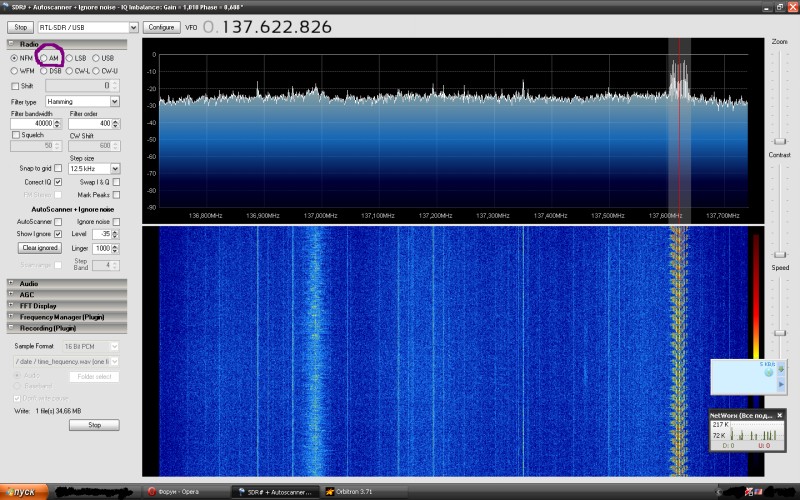 SDR# + Autoscanner + Ignore noise - IQ Imbalance: Gain = 1,010 Phase = 0,600°
Stop RTL-SDR / USB Configure VFO 0.137.622.826
Radio
NFM AM LSB USB
WFM DSB CW-L CW-U
Shift 0
Filter type Hamming
Filter bandwidth Filter order
40000 400
Squelch CW Shift
50 600
Step size
Snap to grid 12.5 kHz
Correct IQ Swap I & Q
Mark Peaks
AutoScanner + Ignore noise
AutoScanner Ignore noise
Show Ignore Level -35
Clear ignored Linger 1000
Step Band 4
Audio
AGC
FFT Display
Frequency Manager (Plugin)
Recording (Plugin)
Sample Format 16 Bit PCM
/ date / time_frequency.wav (one fi
Audio Folder select
Baseband
Write: 1 file(s) 34,66 MB
Stop
0
-10
-20
-30
-40
-50
-60
-70
-80
-90
136,800MHz 136,900MHz 137,000MHz 137,100MHz 137,200MHz 137,300MHz 137,400MHz 137,500MHz 137,600MHz 137,700MHz
Zoom
Contrast
Speed
NetWorx (Все под...
217 K
72 K
D: 0 U: 0
пуск
Форум - Opera
SDR# + Autoscanner...
Orbitron 3.71